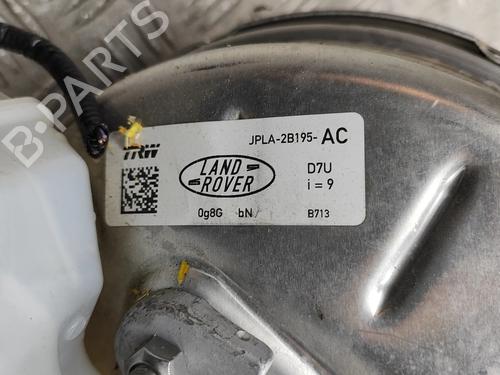 JPLA-2B195- AC
TRW
LAND
ROVER
D7U
i = 9
0g8G bN
B713
B-PARTS